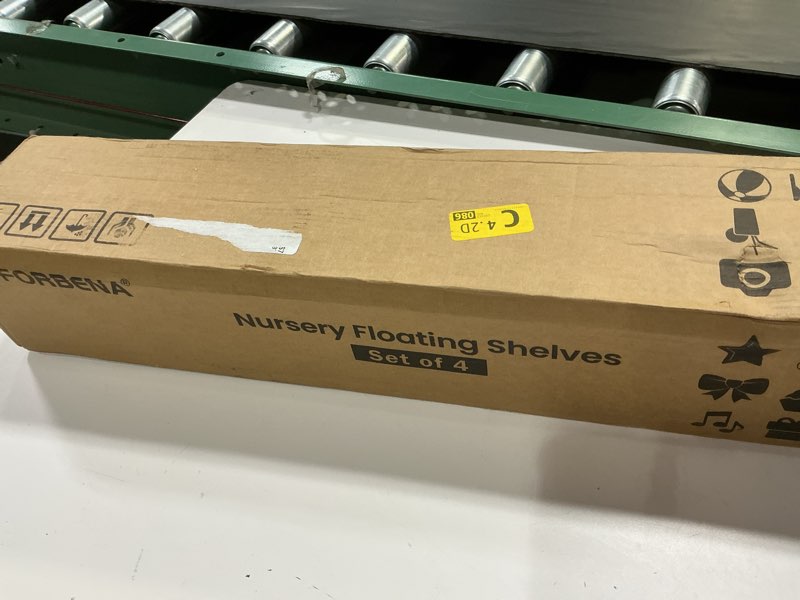 C 4.2D
086
FORBENA®
Nursery Floating Shelves
Set of 4